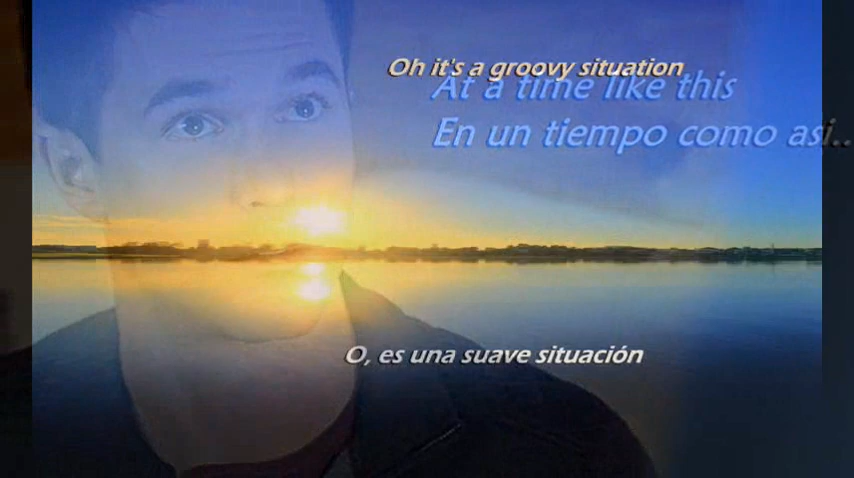 Oh it's a groovy situation
At a time like this
En un tiempo como asi..
O, es una suave situación